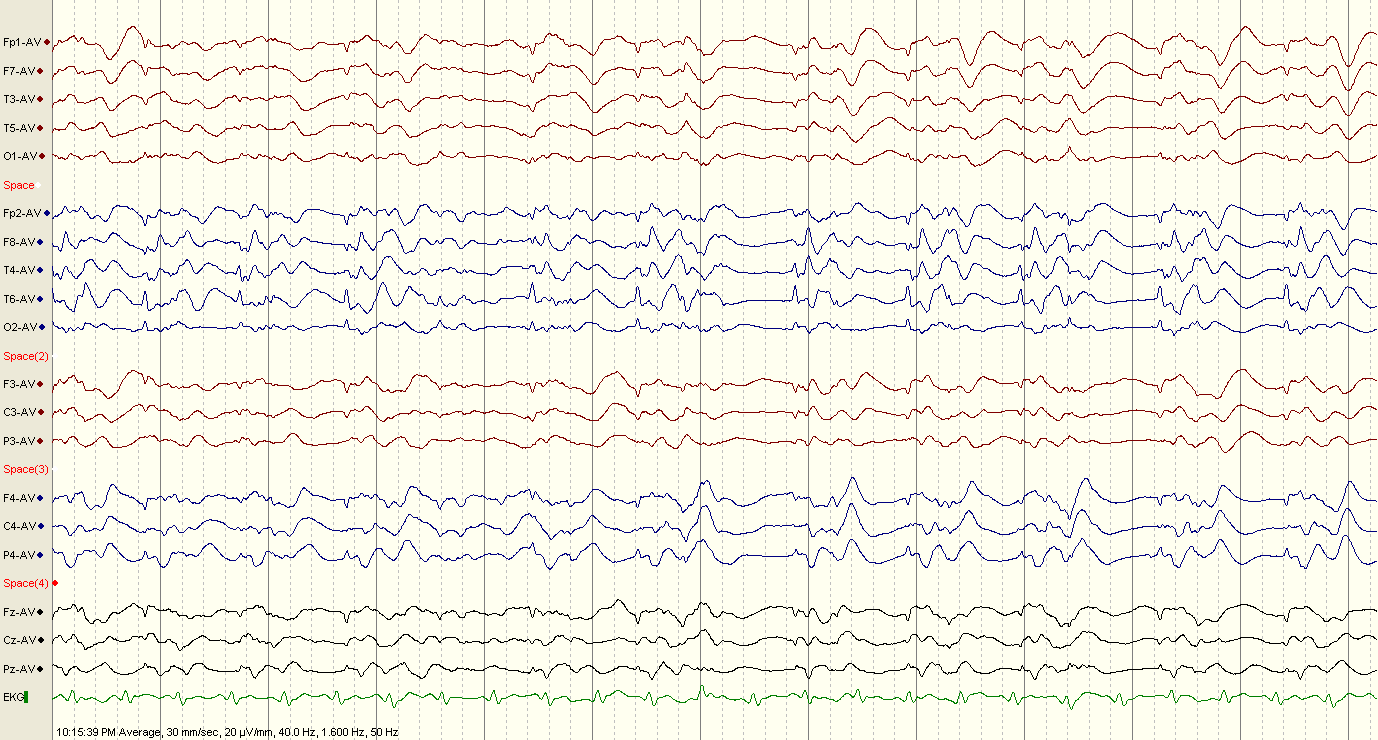 Fp1-AV
F7-AV
T3-AV
T5-AV
O1-AV
Space
Fp2-AV
F8-AV
T4-AV
T6-AV
O2-AV
Space(2)
F3-AV
C3-AV
P3-AV
Space(3)
F4-AV
C4-AV
P4-AV
Space(4)
Fz-AV
Cz-AV
Pz-AV
EKG
10:15:39 PM Average, 30 mm/sec, 20 µV/mm, 40.0 Hz, 1.600 Hz, 50 Hz